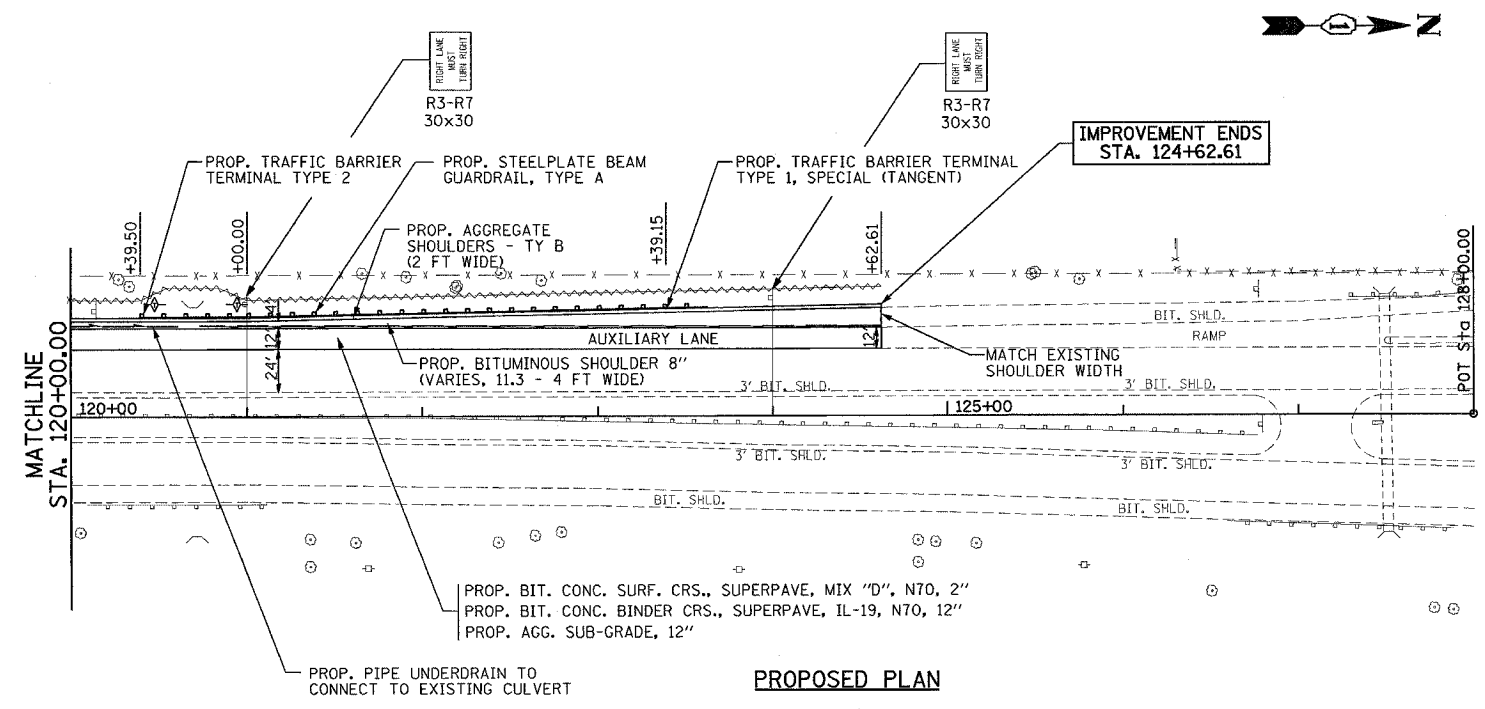 N
1
RIGHT LANE
MUST
TURN RIGHT
R3-R7
30x30
RIGHT LANE
MUST
TURN RIGHT
R3-R7
30x30
IMPROVEMENT ENDS
STA. 124+62.61
PROP. TRAFFIC BARRIER
TERMINAL TYPE 2
PROP. STEELPLATE BEAM
GUARDRAIL, TYPE A
PROP. TRAFFIC BARRIER TERMINAL
TYPE 1, SPECIAL (TANGENT)
PROP. AGGREGATE
SHOULDERS - TY B
(2 FT WIDE)
+39.50
+00.00
+39.15
+62.61
POT Sta 128+00.00
4'
12'
24'
12'
BIT. SHLD.
RAMP
AUXILIARY LANE
MATCH EXISTING
SHOULDER WIDTH
PROP. BITUMINOUS SHOULDER 8"
(VARIES, 11.3 - 4 FT WIDE)
3' BIT. SHLD.
3' BIT. SHLD.
MATCHLINE
STA. 120+00.00
120+00
125+00
3' BIT. SHLD.
3' BIT. SHLD.
BIT. SHLD.
BIT. SHLD.
PROP. BIT. CONC. SURF. CRS., SUPERPAVE, MIX "D", N70, 2"
PROP. BIT. CONC. BINDER CRS., SUPERPAVE, IL-19, N70, 12"
PROP. AGG. SUB-GRADE, 12"
PROP. PIPE UNDERDRAIN TO
CONNECT TO EXISTING CULVERT
PROPOSED PLAN